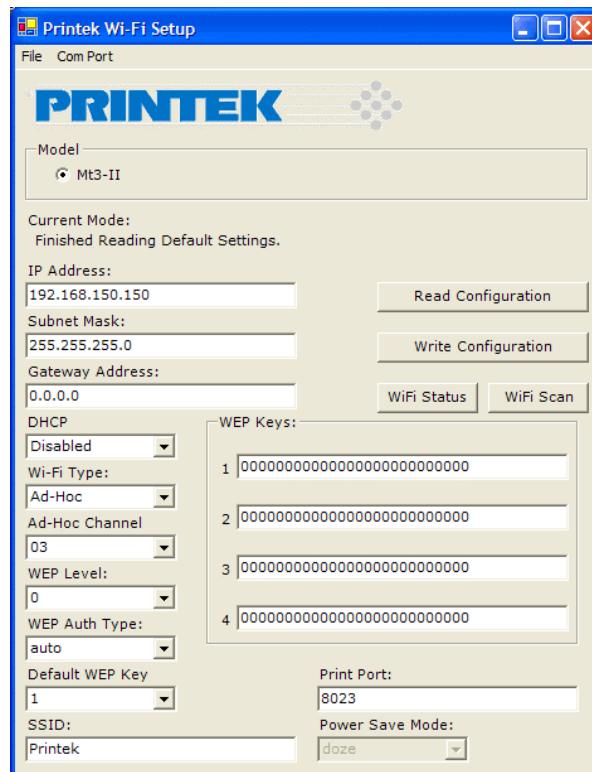 Printek Wi-Fi Setup
File Com Port
PRINTEK
Model
Mt3-II
Current Mode:
Finished Reading Default Settings.
IP Address:
192.168.150.150
Read Configuration
Subnet Mask:
255.255.255.0
Write Configuration
Gateway Address:
0.0.0.0
WiFi Status WiFi Scan
DHCP
Disabled
WEP Keys:
1 00000000000000000000000000
Wi-Fi Type:
Ad-Hoc
2 00000000000000000000000000
Ad-Hoc Channel
03
3 00000000000000000000000000
WEP Level:
0
4 00000000000000000000000000
WEP Auth Type:
auto
Default WEP Key
1
Print Port:
8023
SSID:
Printek
Power Save Mode:
doze